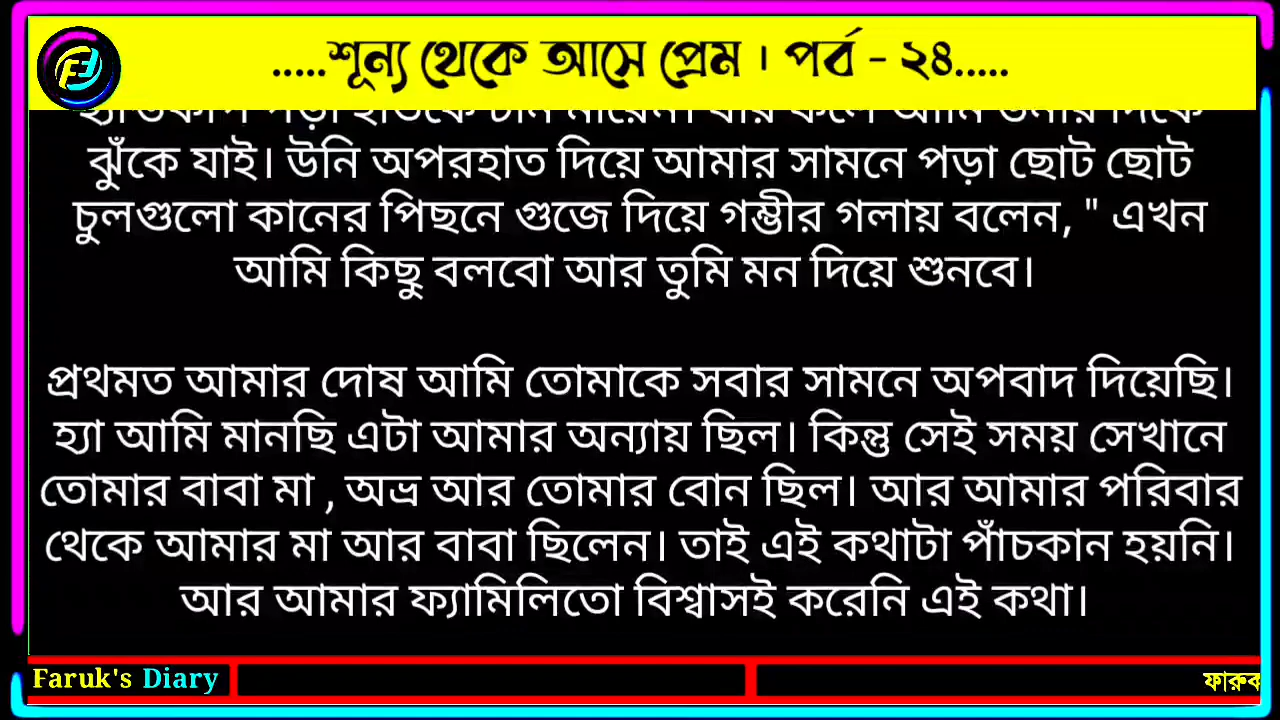 .....শূন্য থেকে আসে প্রেম । পর্ব - ২৪.....
ঝুঁকে যাই। উনি অপরহাত দিয়ে আমার সামনে পড়া ছোট ছোট
চুলগুলো কানের পিছনে গুজে দিয়ে গম্ভীর গলায় বলেন, " এখন
আমি কিছু বলবো আর তুমি মন দিয়ে শুনবে।
প্রথমত আমার দোষ আমি তোমাকে সবার সামনে অপবাদ দিয়েছি।
হ্যা আমি মানছি এটা আমার অন্যায় ছিল। কিন্তু সেই সময় সেখানে
তোমার বাবা মা , অভ্র আর তোমার বোন ছিল। আর আমার পরিবার
থেকে আমার মা আর বাবা ছিলেন। তাই এই কথাটা পাঁচকান হয়নি।
আর আমার ফ্যামিলিতো বিশ্বাসই করেনি এই কথা।
Faruk's Diary
ফারুক